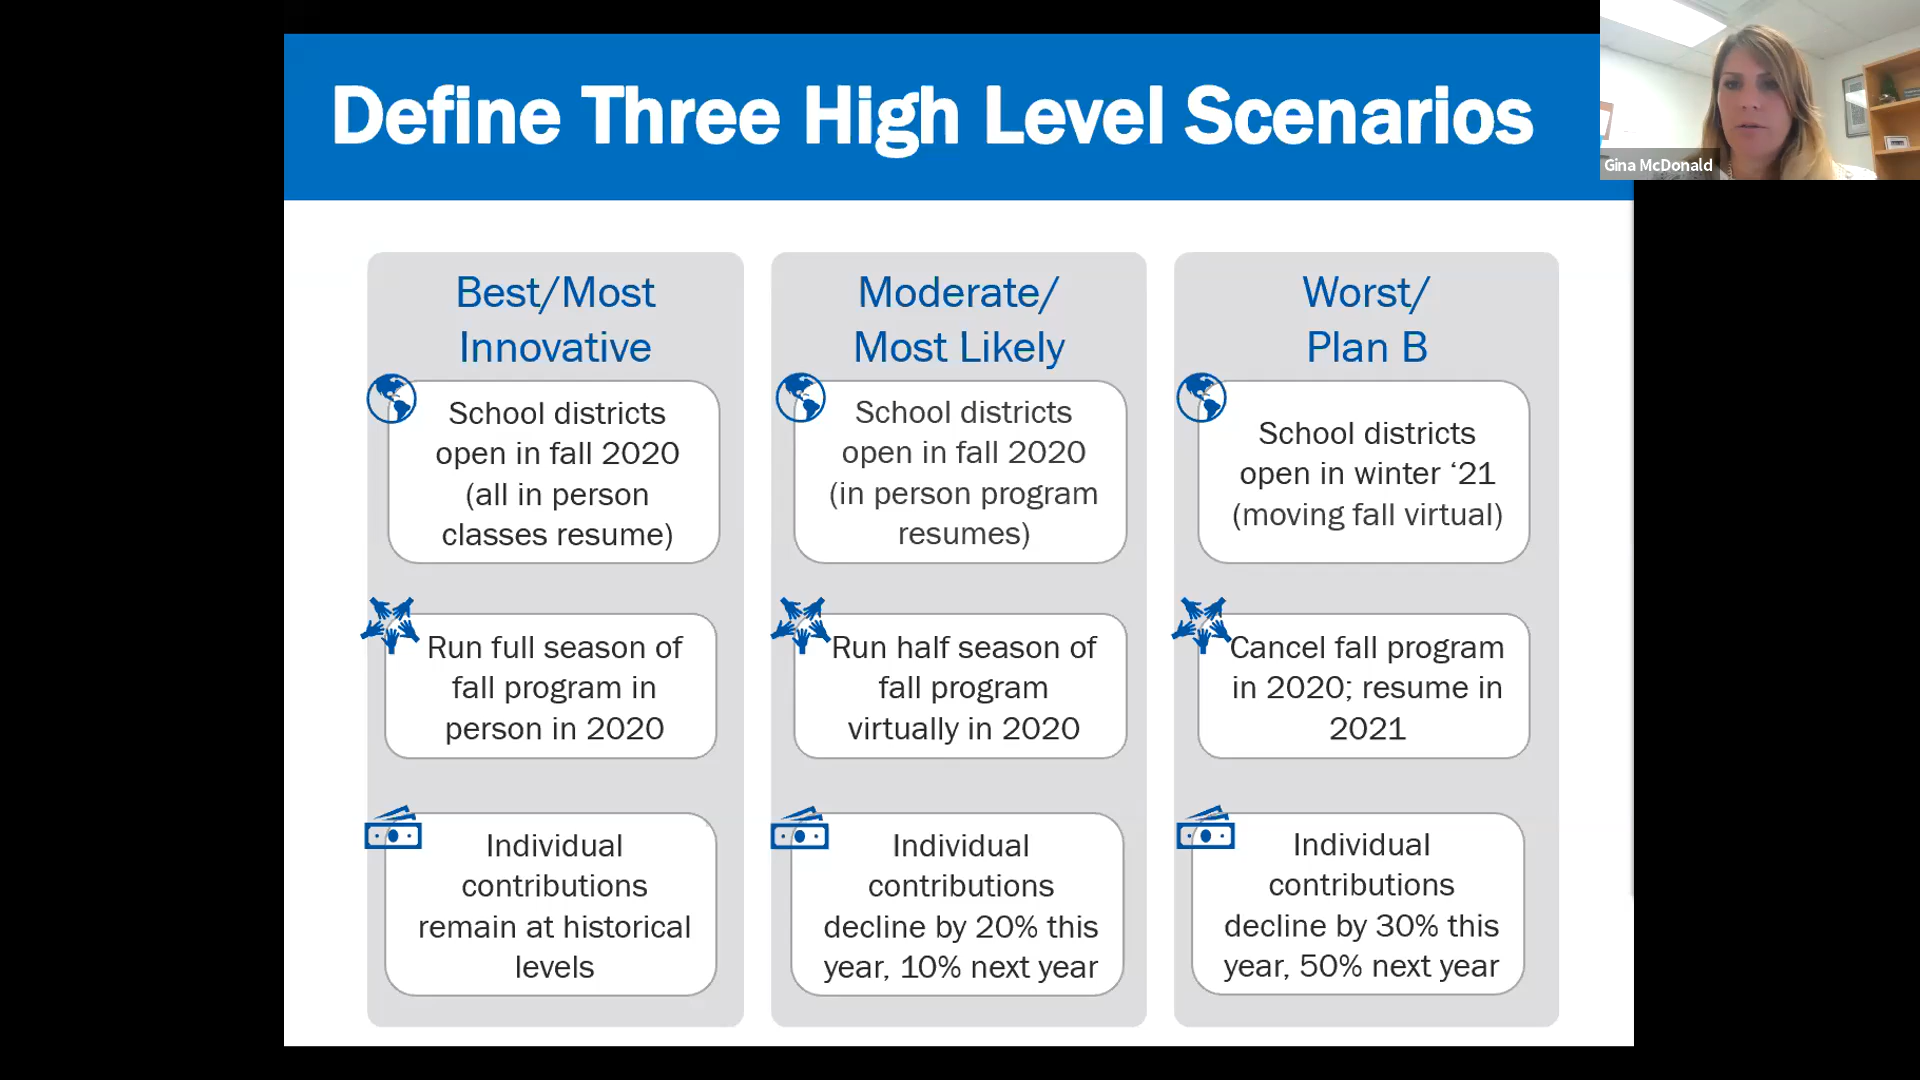 Define Three High Level Scenarios
Gina McDonald
Best/Most
Innovative
School districts
open in fall 2020
(all in person
classes resume)
Run full season of
fall program in
person in 2020
Individual
contributions
remain at historical
levels
Moderate/
Most Likely
School districts
open in fall 2020
(in person program
resumes)
Run half season of
fall program
virtually in 2020
Individual
contributions
decline by 20% this
year, 10% next year
Worst/
Plan B
School districts
open in winter ‘21
(moving fall virtual)
Cancel fall program
in 2020; resume in
2021
Individual
contributions
decline by 30% this
year, 50% next year